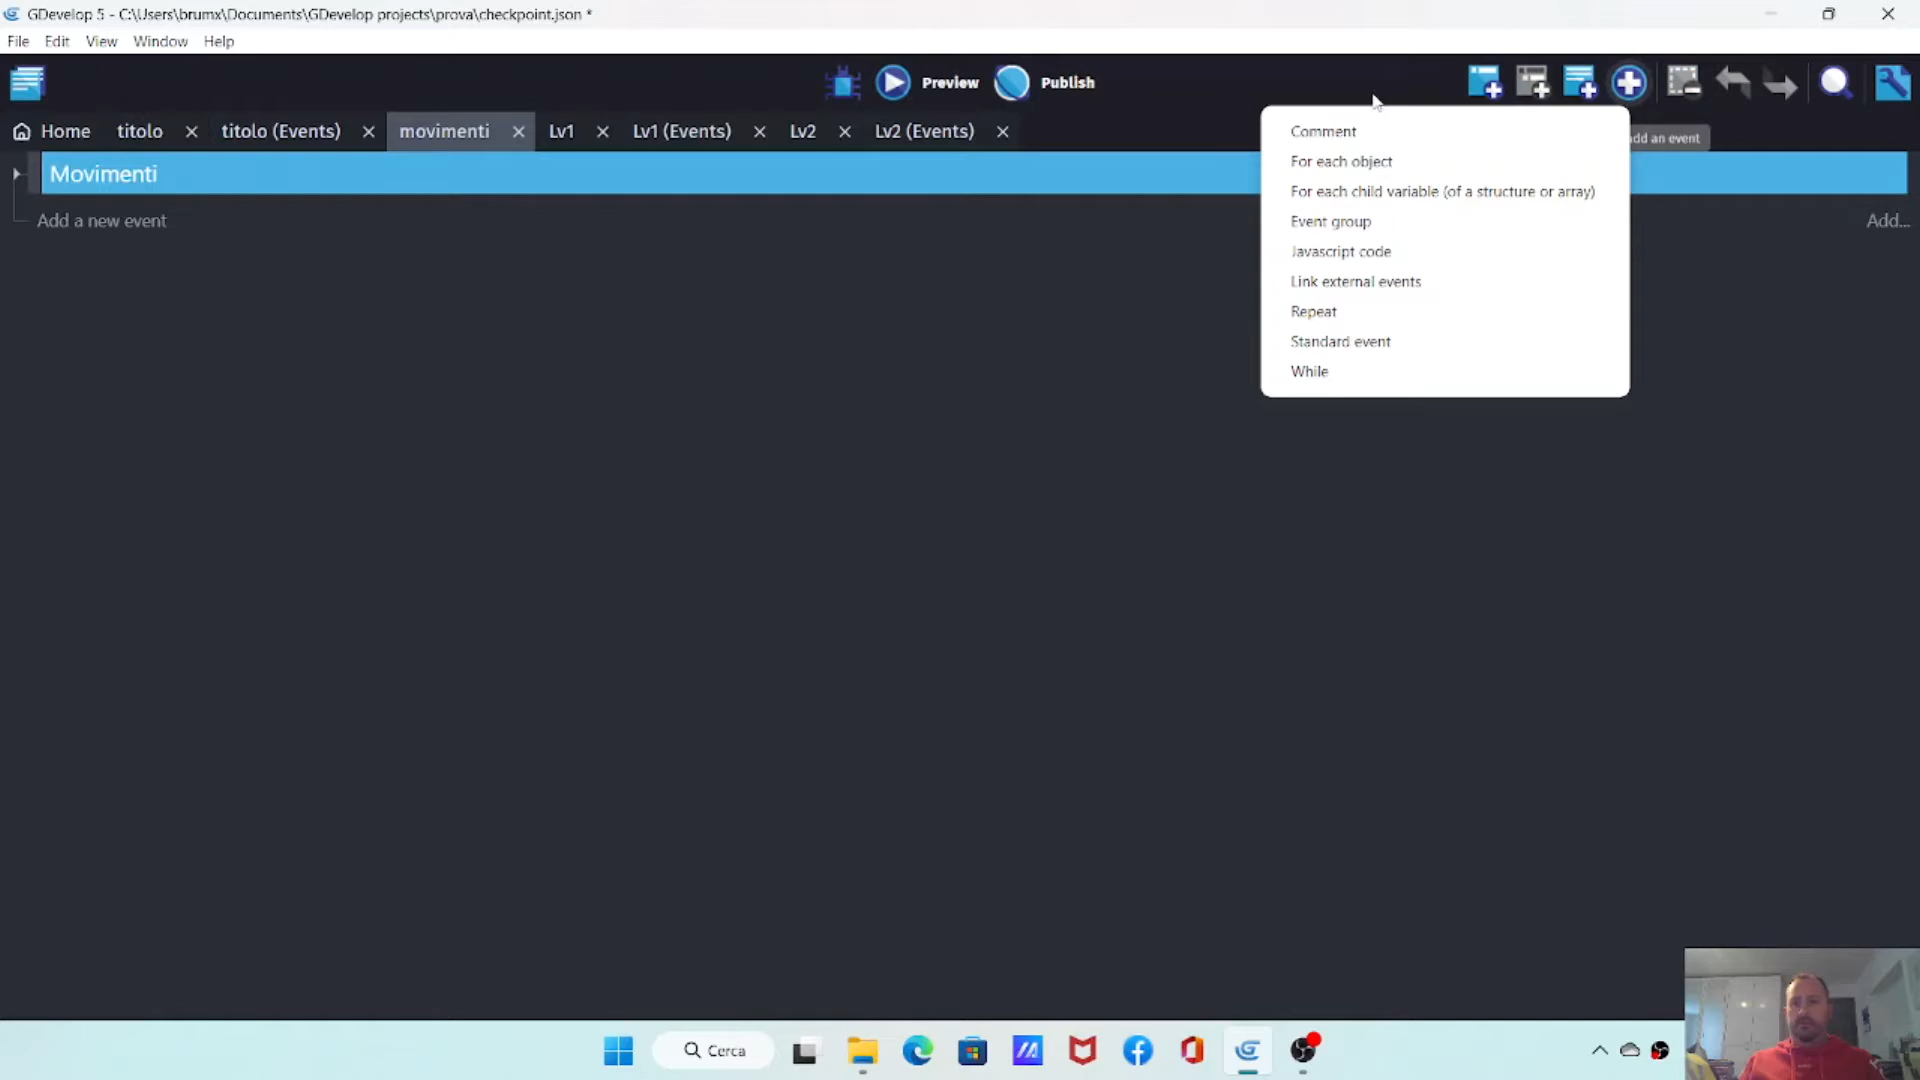 GDevelop 5 - C:\Users\brumx\Documents\GDevelop projects\prova\checkpoint.json *
File Edit View Window Help
Preview Publish
Home titolo titolo (Events) movimenti Lv1 Lv1 (Events) Lv2 Lv2 (Events)
Movimenti
Add a new event
Add...
add an event
Comment
For each object
For each child variable (of a structure or array)
Event group
Javascript code
Link external events
Repeat
Standard event
While
Cerca